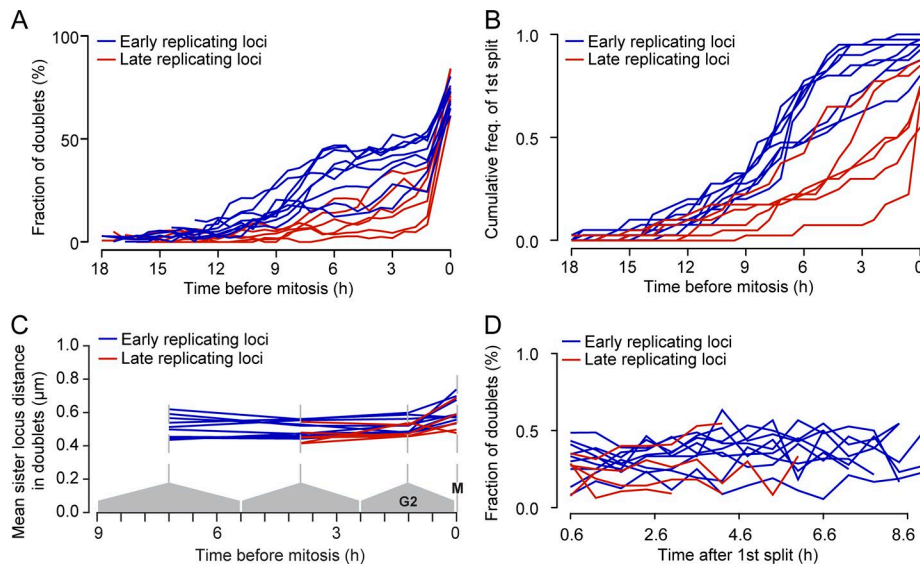 A
Early replicating loci
Late replicating loci
Fraction of doublets (%)
100
50
0
18 15 12 9 6 3 0
Time before mitosis (h)
B
Early replicating loci
Late replicating loci
Cumulative freq. of 1st split
1.0
0.5
0.0
18 15 12 9 6 3 0
Time before mitosis (h)
C
Early replicating loci
Late replicating loci
Mean sister locus distance
in doublets (μm)
1.0
0.8
0.6
0.4
0.2
0.0
G2
M
9 6 3 0
Time before mitosis (h)
D
Early replicating loci
Late replicating loci
Fraction of doublets (%)
1.0
0.5
0.0
0.6 2.6 4.6 6.6 8.6
Time after 1st split (h)